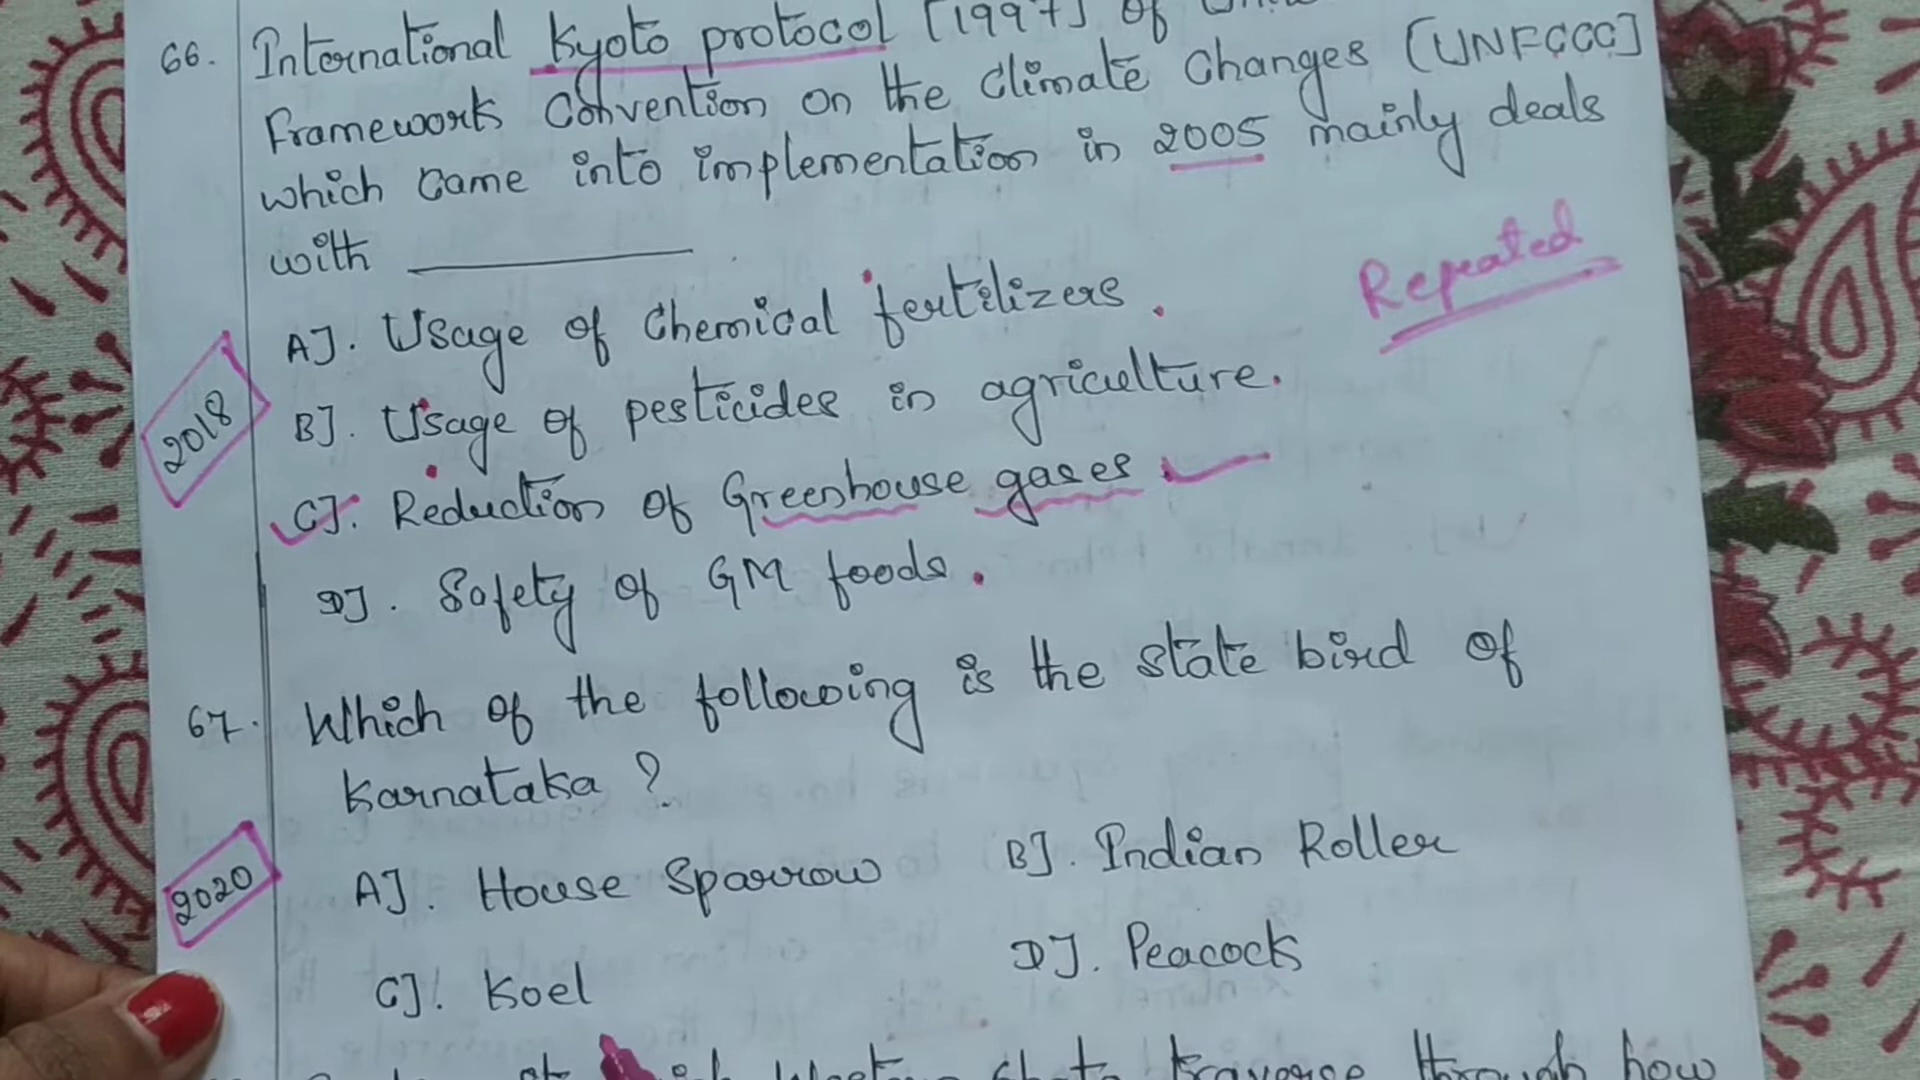 66. International Kyoto protocol [1997] of
Framework Convention on the Climate Changes [UNFCCC]
which came into implementation in 2005 mainly deals
with ________.
Repeated
A]. Usage of Chemical fertilizers.
2018
B]. Usage of pesticides in agriculture.
C]. Reduction of Greenhouse gases.
D]. Safety of GM foods.
67. Which of the following is the state bird of
Karnataka ?
2020
A]. House Sparrow B]. Indian Roller
C]. Koel D]. Peacock
traverse through how